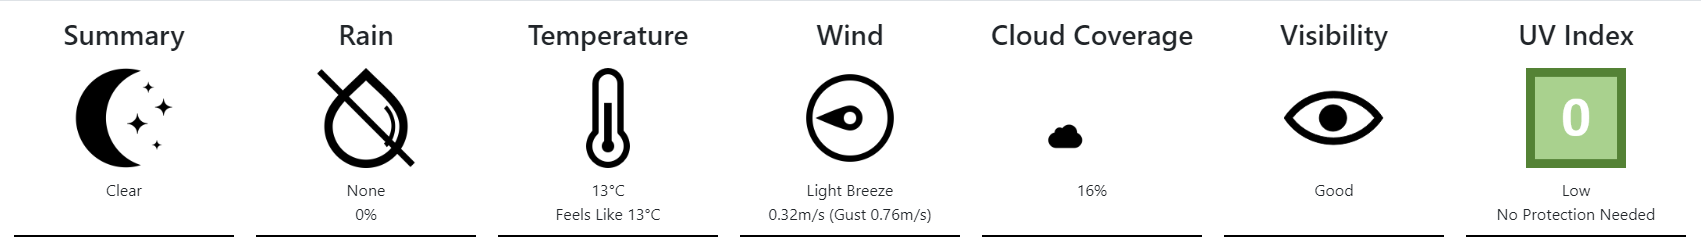 Summary
Rain
Temperature
Wind
Cloud Coverage
Visibility
UV Index
0
Clear
None
13°C
Light Breeze
16%
Good
Low
0%
Feels Like 13°C
0.32m/s (Gust 0.76m/s)
No Protection Needed